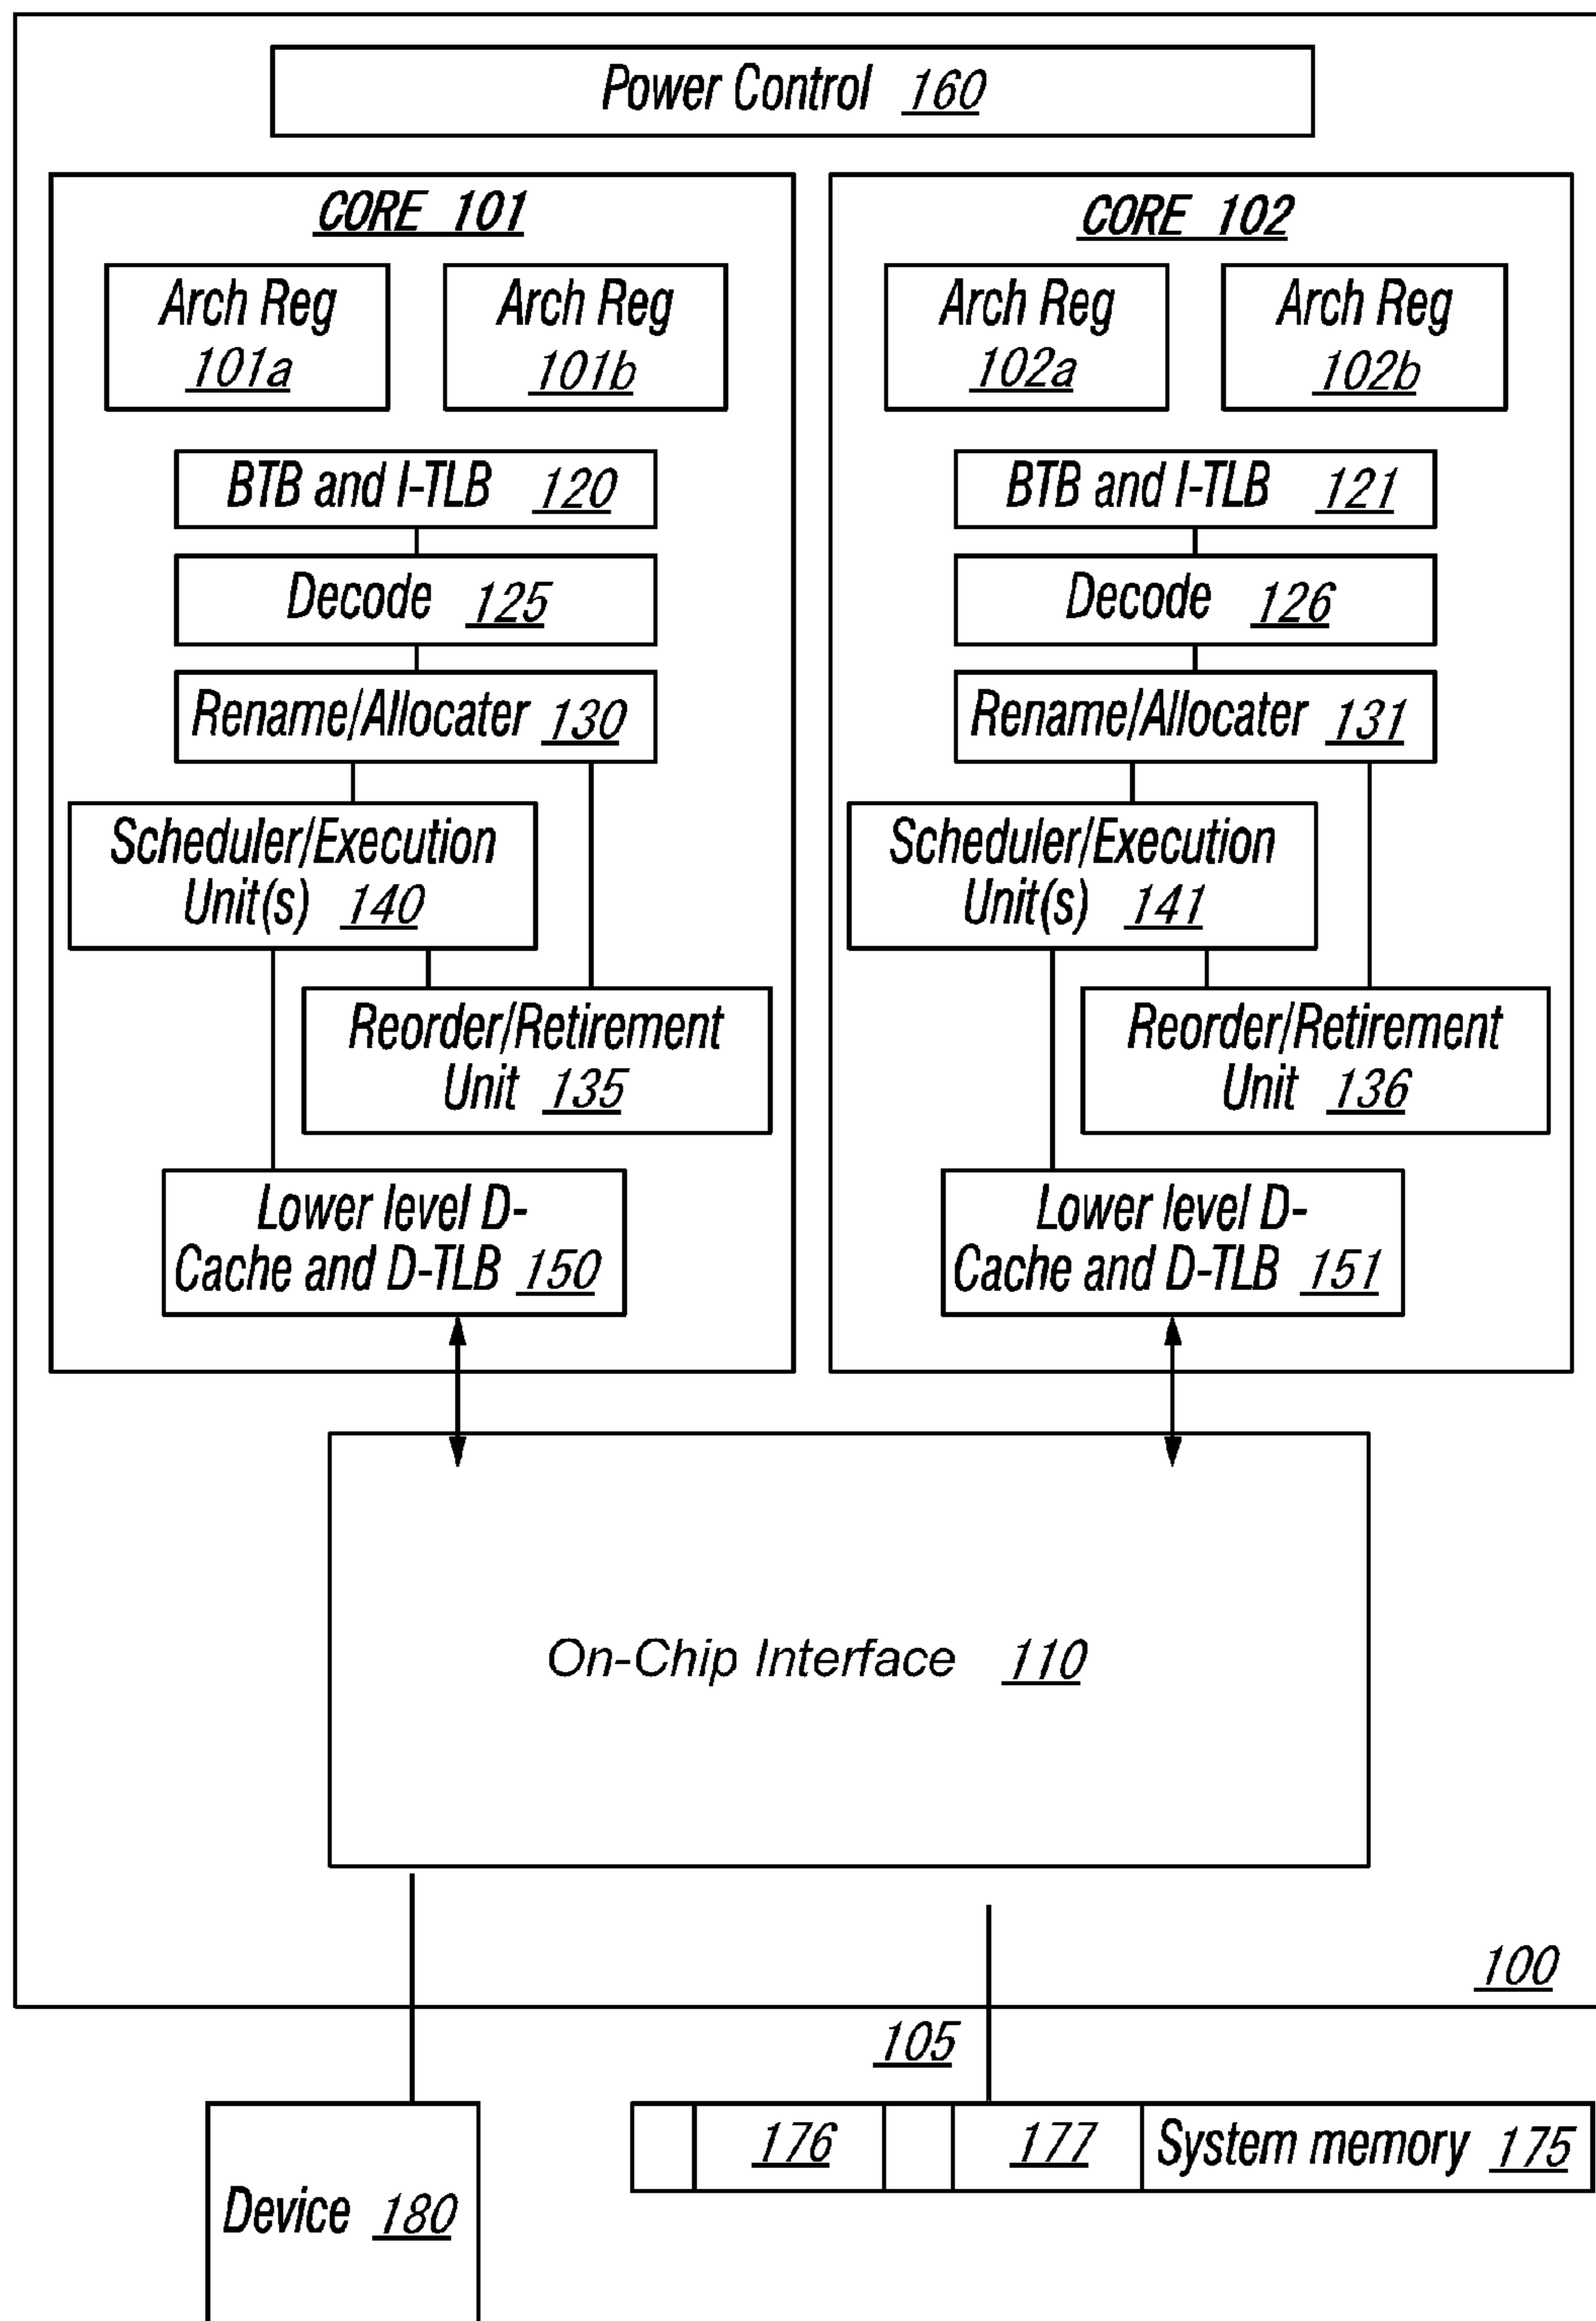 Power Control 160
CORE 101
Arch Reg
101a
Arch Reg
101b
BTB and I-TLB 120
Decode 125
Rename/Allocater 130
Scheduler/Execution
Unit(s) 140
Reorder/Retirement
Unit 135
Lower level D-
Cache and D-TLB 150
CORE 102
Arch Reg
102a
Arch Reg
102b
BTB and I-TLB 121
Decode 126
Rename/Allocater 131
Scheduler/Execution
Unit(s) 141
Reorder/Retirement
Unit 136
Lower level D-
Cache and D-TLB 151
On-Chip Interface 110
100
105
176
177
System memory 175
Device 180